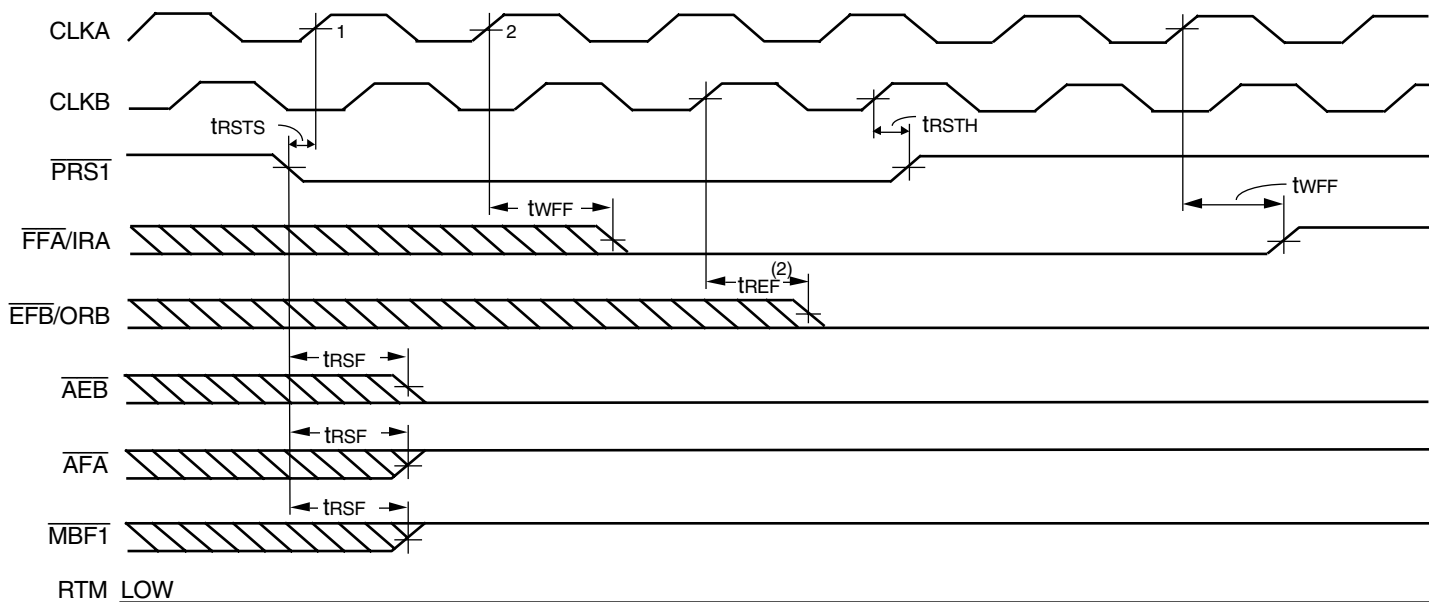 CLKA
1
2
CLKB
tRSTS
tRSTH
PRS1
tWFF
tWFF
FFA/IRA
tREF(2)
EFB/ORB
tRSF
AEB
tRSF
AFA
tRSF
MBF1
RTM LOW